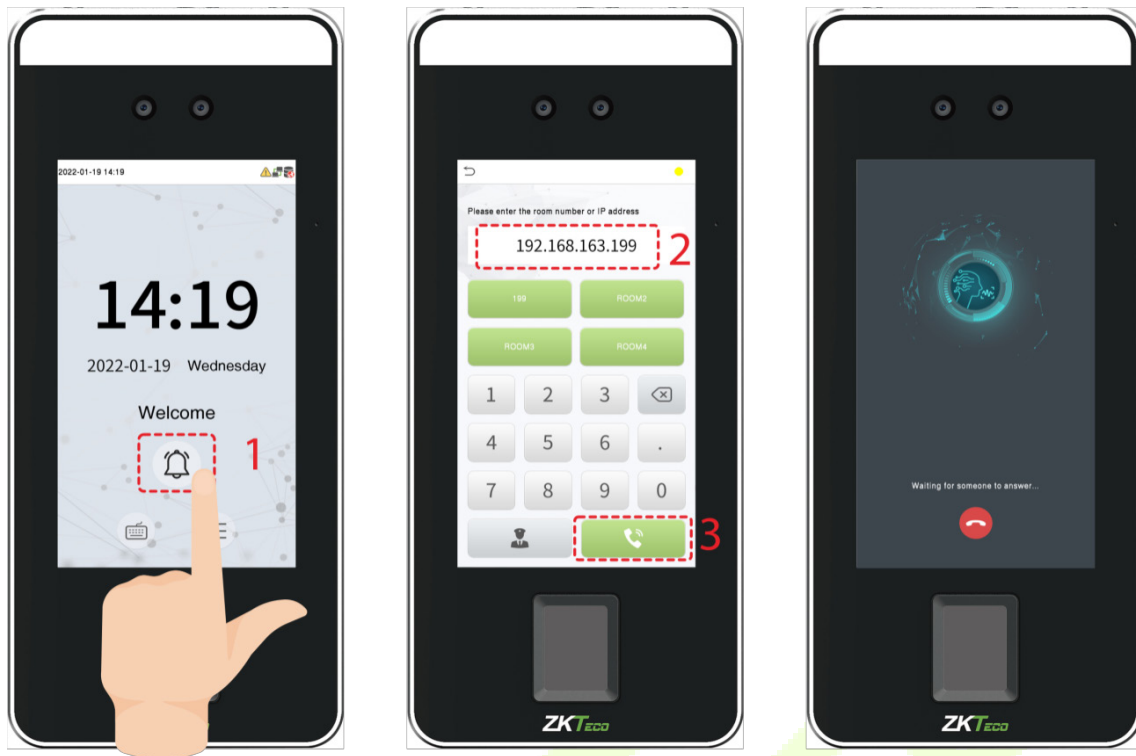 2022-01-19 14:19
14:19
2022-01-19 Wednesday
Welcome
1
Please enter the room number or IP address
192.168.163.199
2
199 ROOM2
ROOM3 ROOM4
1 2 3
4 5 6 .
7 8 9 0
3
ZKTECO
Waiting for someone to answer...
ZKTECO